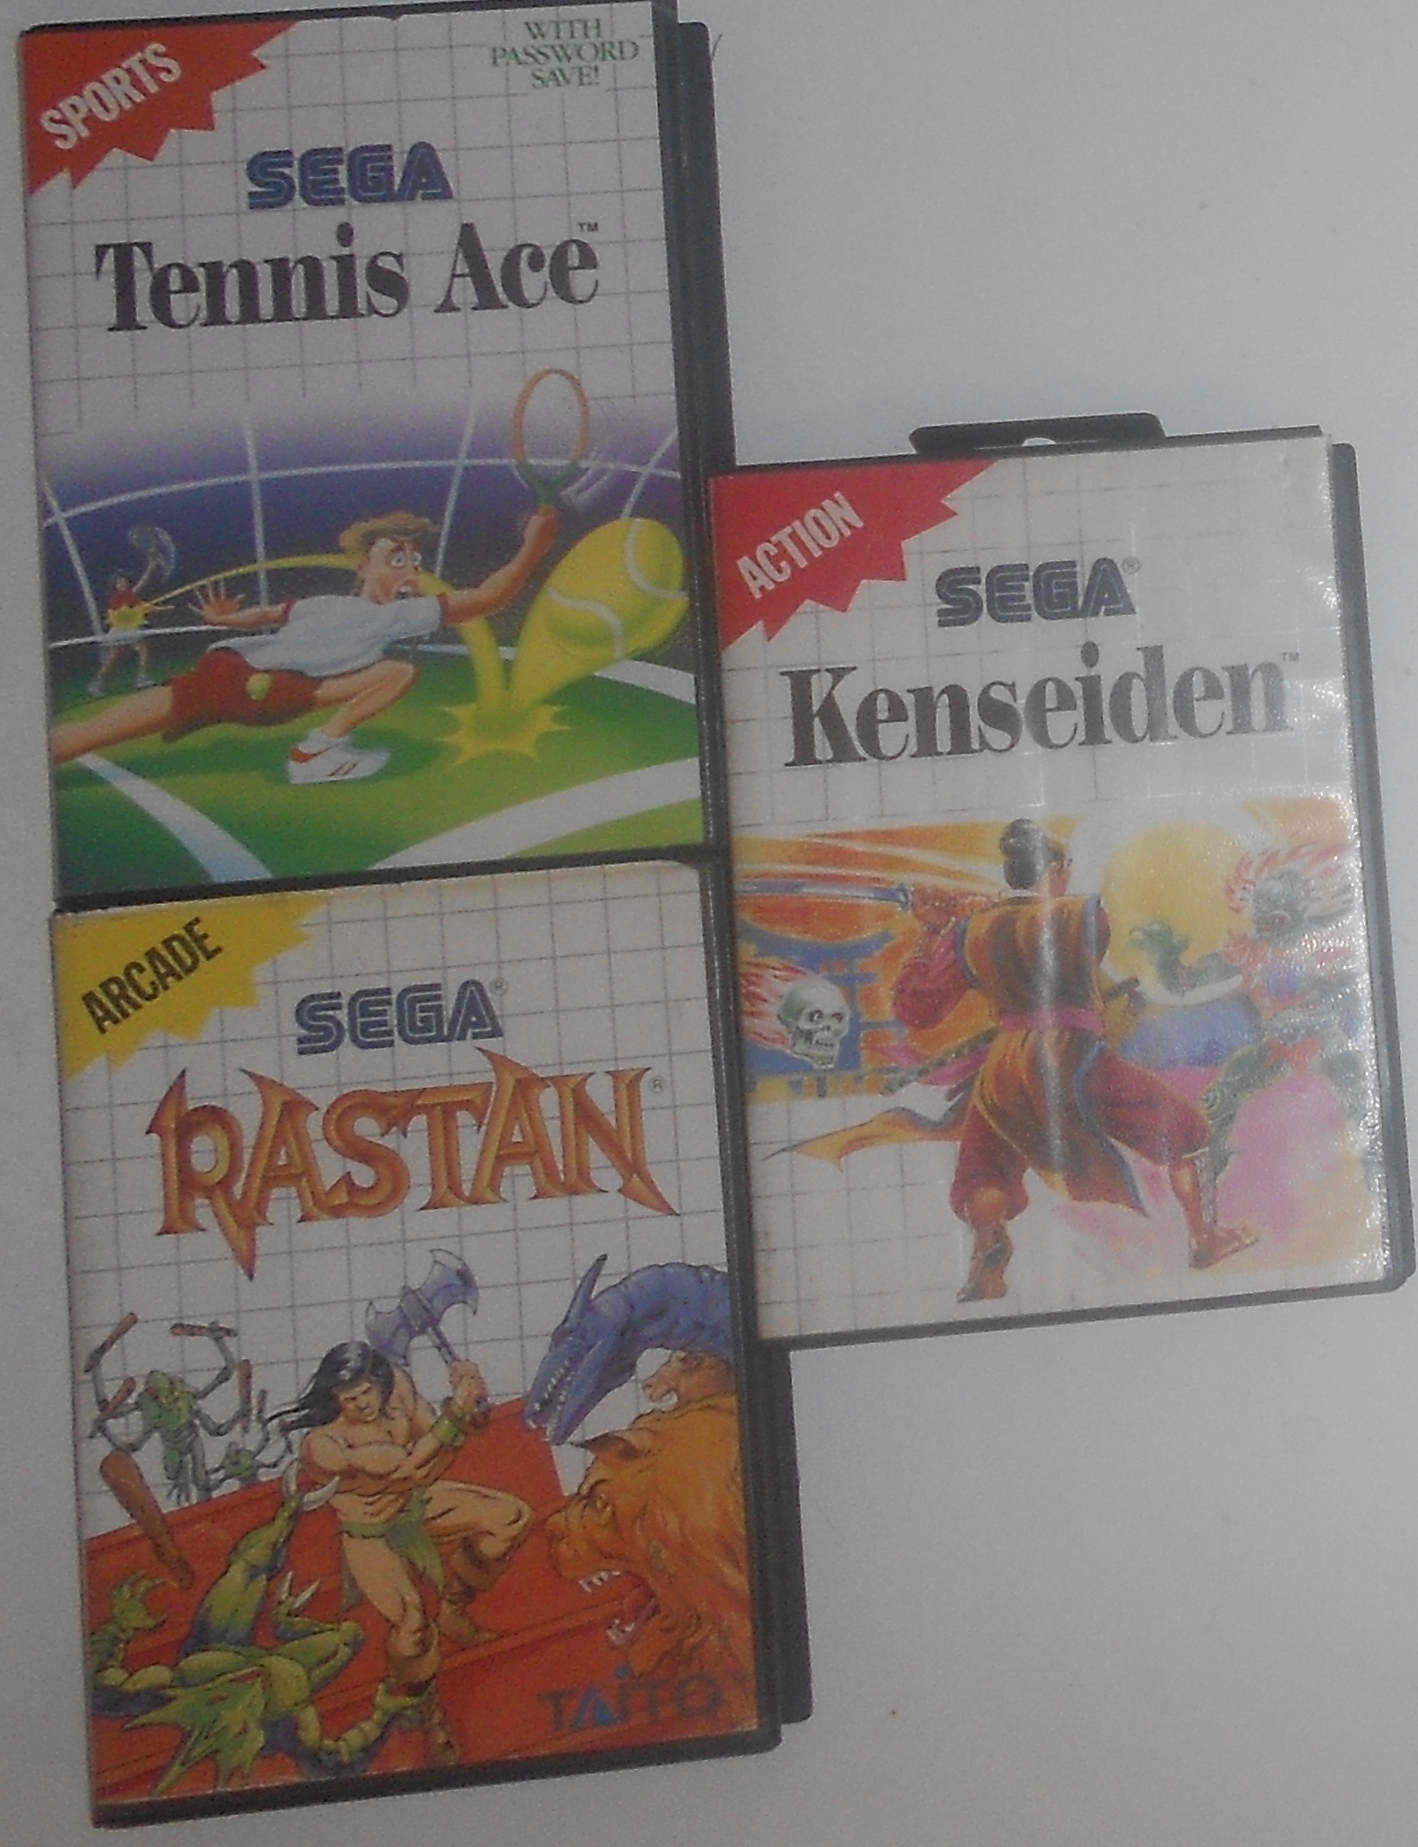 SPORTS
WITH
PASSWORD
SAVE!
SEGA
Tennis Ace™
ACTION
SEGA®
Kenseiden™
ARCADE
SEGA®
RASTAN®
TAITO